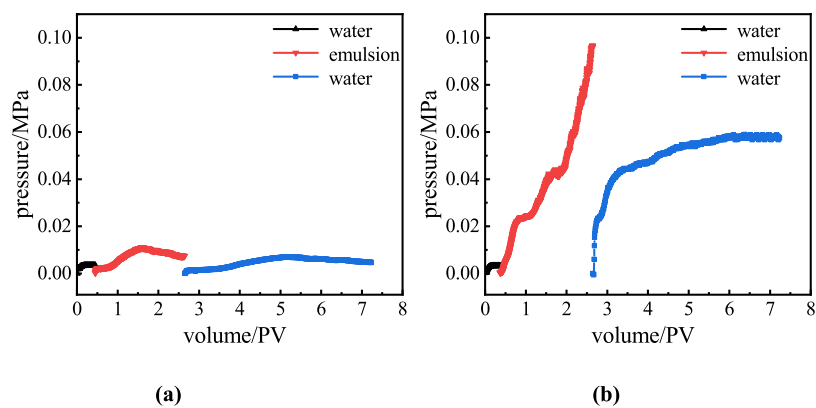 water
emulsion
water
pressure/MPa
0.10
0.08
0.06
0.04
0.02
0.00
0 1 2 3 4 5 6 7 8
volume/PV
(a)
water
emulsion
water
pressure/MPa
0.10
0.08
0.06
0.04
0.02
0.00
0 1 2 3 4 5 6 7 8
volume/PV
(b)